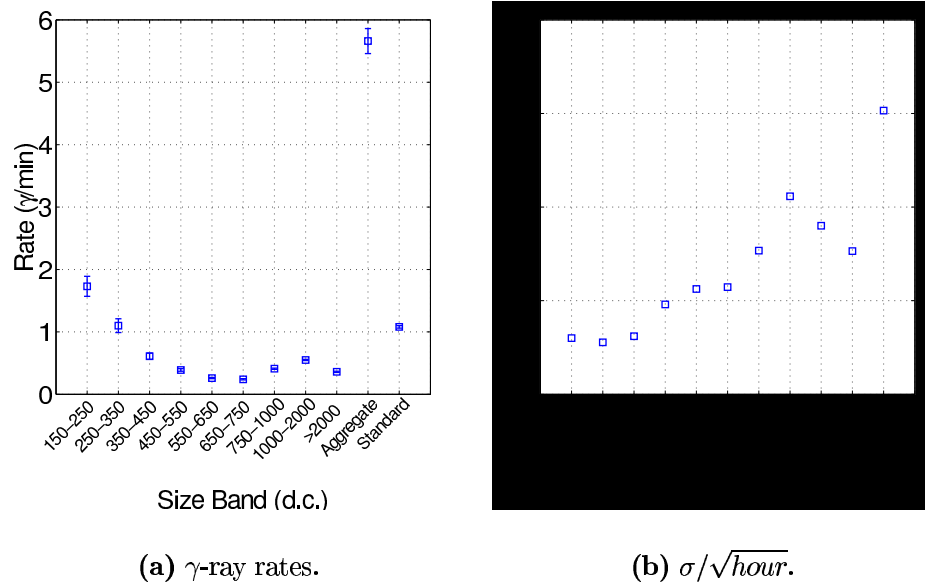 6
5
4
3
2
1
0
Rate (γ/min)
150–250
250–350
350–450
450–550
550–650
650–750
750–1000
1000–2000
>2000
Aggregate
Standard
Size Band (d.c.)
(a) γ-ray rates.
(b) σ/√hour.